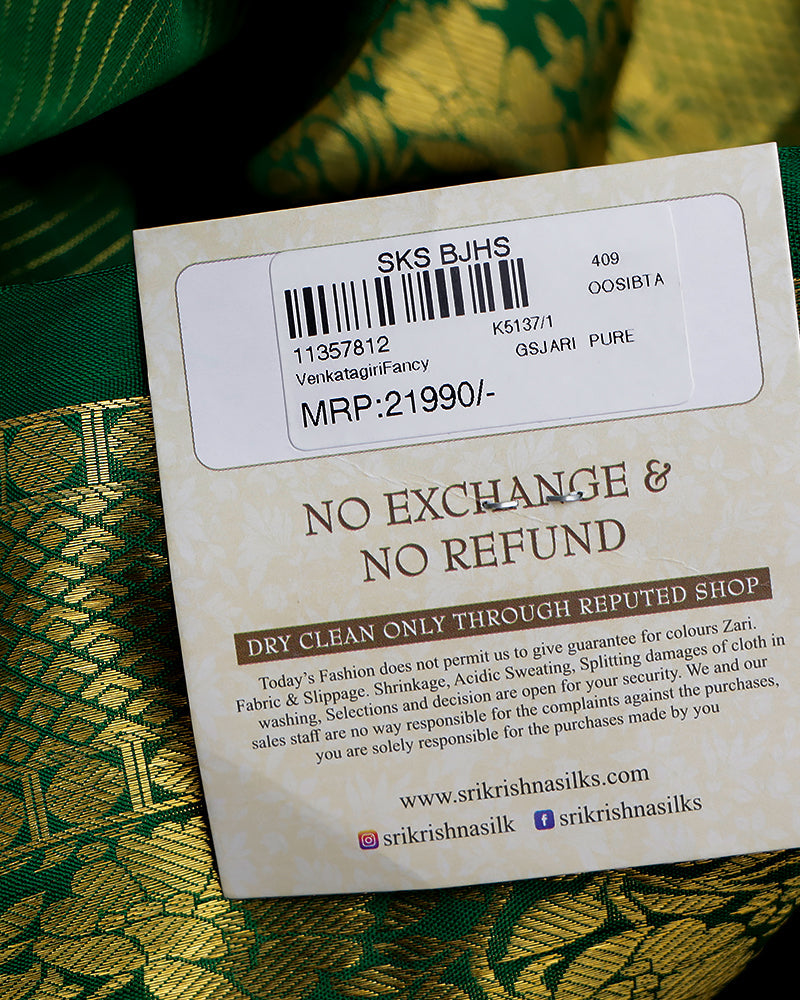 SKS BJHS
409
OOSIBTA
11357812
K5137/1
VenkatagiriFancy
GSJARI PURE
MRP:21990/-
NO EXCHANGE &
NO REFUND
DRY CLEAN ONLY THROUGH REPUTED SHOP
Today's Fashion does not permit us to give guarantee for colours Zari.
Fabric & Slippage. Shrinkage, Acidic Sweating, Splitting damages of cloth in
washing, Selections and decision are open for your security. We and our
sales staff are no way responsible for the complaints against the purchases,
you are solely responsible for the purchases made by you
www.srikrishnasilks.com
srikrishnasilk f srikrishnasilks